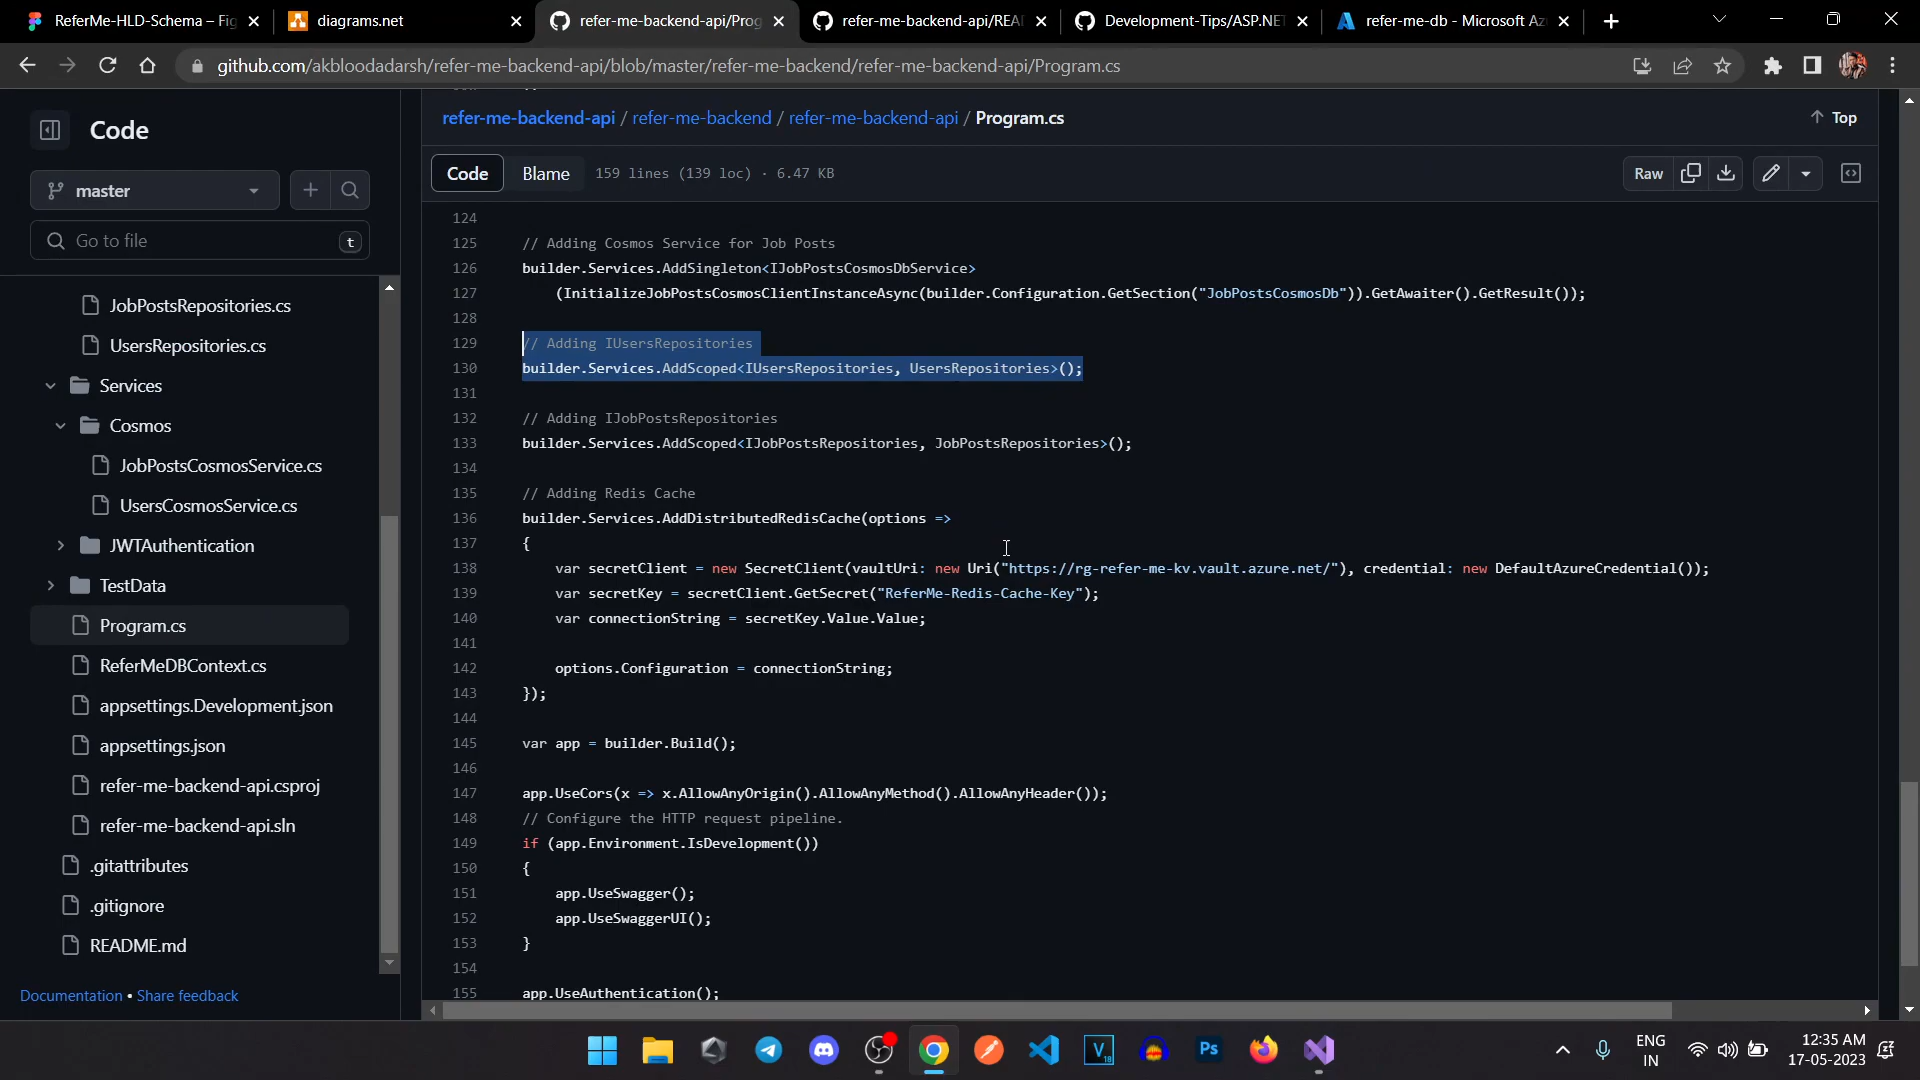 ReferMe-HLD-Schema – Fig
diagrams.net
refer-me-backend-api/Prog
refer-me-backend-api/REA
Development-Tips/ASP.NET
refer-me-db - Microsoft Az
github.com/akbloodadarsh/refer-me-backend-api/blob/master/refer-me-backend/refer-me-backend-api/Program.cs
Code
master
Go to file
t
JobPostsRepositories.cs
UsersRepositories.cs
Services
Cosmos
JobPostsCosmosService.cs
UsersCosmosService.cs
JWTAuthentication
TestData
Program.cs
ReferMeDBContext.cs
appsettings.Development.json
appsettings.json
refer-me-backend-api.csproj
refer-me-backend-api.sln
.gitattributes
.gitignore
README.md
Documentation • Share feedback
refer-me-backend-api / refer-me-backend / refer-me-backend-api / Program.cs
Top
Code Blame 159 lines (139 loc) · 6.47 KB
Raw
124
125 // Adding Cosmos Service for Job Posts
126 builder.Services.AddSingleton<IJobPostsCosmosDbService>
127 (InitializeJobPostsCosmosClientInstanceAsync(builder.Configuration.GetSection("JobPostsCosmosDb")).GetAwaiter().GetResult());
128
129 // Adding IUsersRepositories
130 builder.Services.AddScoped<IUsersRepositories, UsersRepositories>();
131
132 // Adding IJobPostsRepositories
133 builder.Services.AddScoped<IJobPostsRepositories, JobPostsRepositories>();
134
135 // Adding Redis Cache
136 builder.Services.AddDistributedRedisCache(options =>
137 {
138 var secretClient = new SecretClient(vaultUri: new Uri("https://rg-refer-me-kv.vault.azure.net/"), credential: new DefaultAzureCredential());
139 var secretKey = secretClient.GetSecret("ReferMe-Redis-Cache-Key");
140 var connectionString = secretKey.Value.Value;
141
142 options.Configuration = connectionString;
143 });
144
145 var app = builder.Build();
146
147 app.UseCors(x => x.AllowAnyOrigin().AllowAnyMethod().AllowAnyHeader());
148 // Configure the HTTP request pipeline.
149 if (app.Environment.IsDevelopment())
150 {
151 app.UseSwagger();
152 app.UseSwaggerUI();
153 }
154
155 app.UseAuthentication();
V
18
Ps
ENG
IN
12:35 AM
17-05-2023